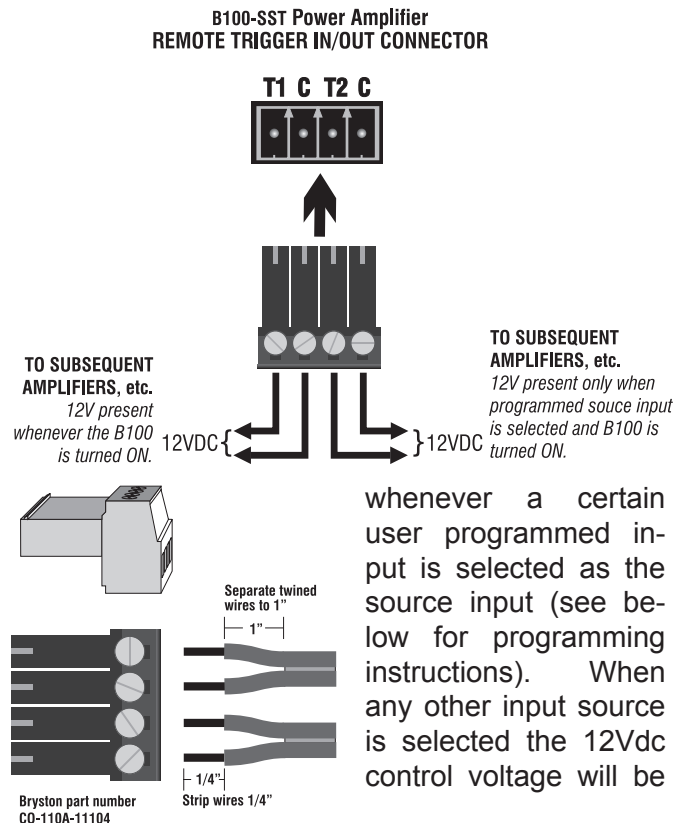 B100-SST Power Amplifier
REMOTE TRIGGER IN/OUT CONNECTOR
T1 C T2 C
TO SUBSEQUENT
AMPLIFIERS, etc.
12V present
whenever the B100
is turned ON.
12VDC
TO SUBSEQUENT
AMPLIFIERS, etc.
12V present only when
programmed souce input
is selected and B100 is
turned ON.
12VDC
Separate twined
wires to 1”
1”
1/4”
Strip wires 1/4”
Bryston part number
CO-110A-11104
whenever a certain
user programmed in-
put is selected as the
source input (see be-
low for programming
instructions). When
any other input source
is selected the 12Vdc
control voltage will be